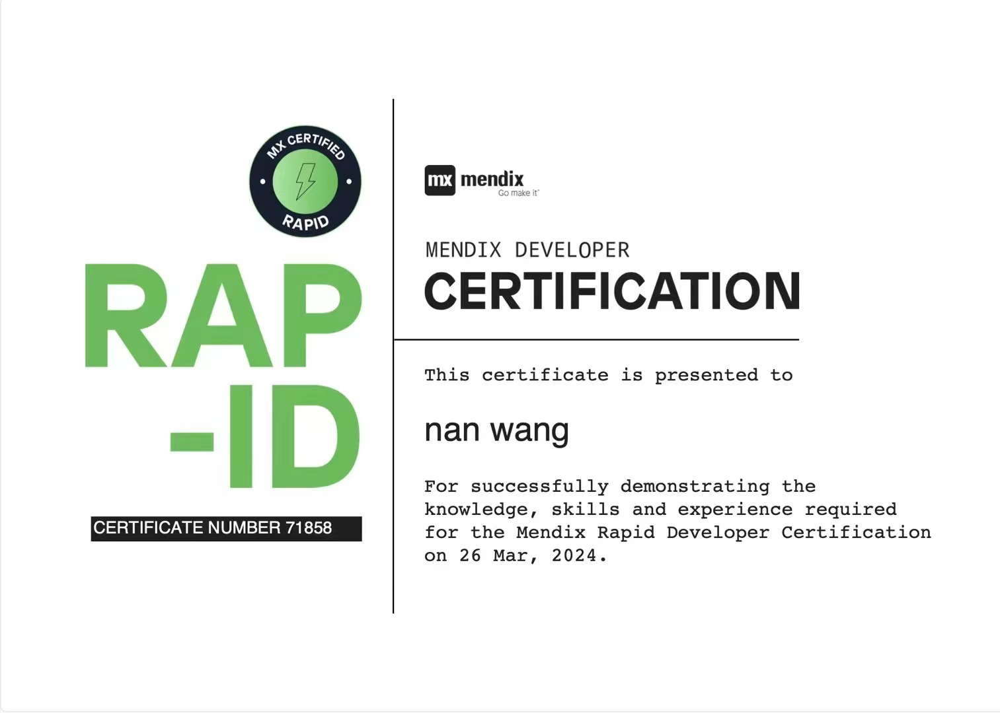 MX CERTIFIED
RAPID
RAP
-ID
CERTIFICATE NUMBER 71858
mx mendix
Go make it
MENDIX DEVELOPER
CERTIFICATION
This certificate is presented to
nan wang
For successfully demonstrating the
knowledge, skills and experience required
for the Mendix Rapid Developer Certification
on 26 Mar, 2024.